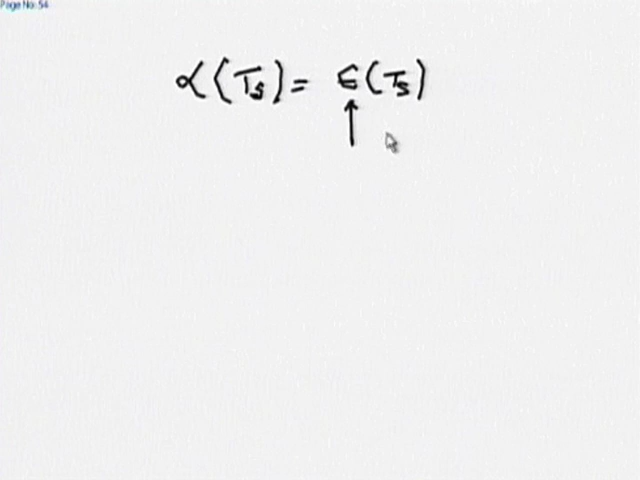 Page No: 54
α(Ts) = ε(Ts)